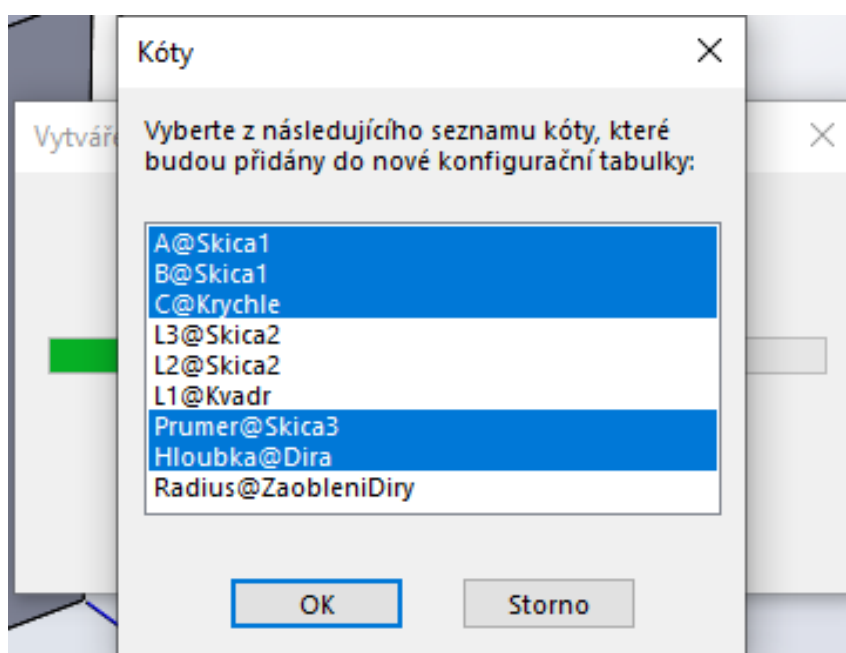 Kóty
Vytváře
Vyberte z následujícího seznamu kóty, které
budou přidány do nové konfigurační tabulky:
A@Skica1
B@Skica1
C@Krychle
L3@Skica2
L2@Skica2
L1@Kvadr
Prumer@Skica3
Hloubka@Dira
Radius@ZaobleniDiry
OK
Storno